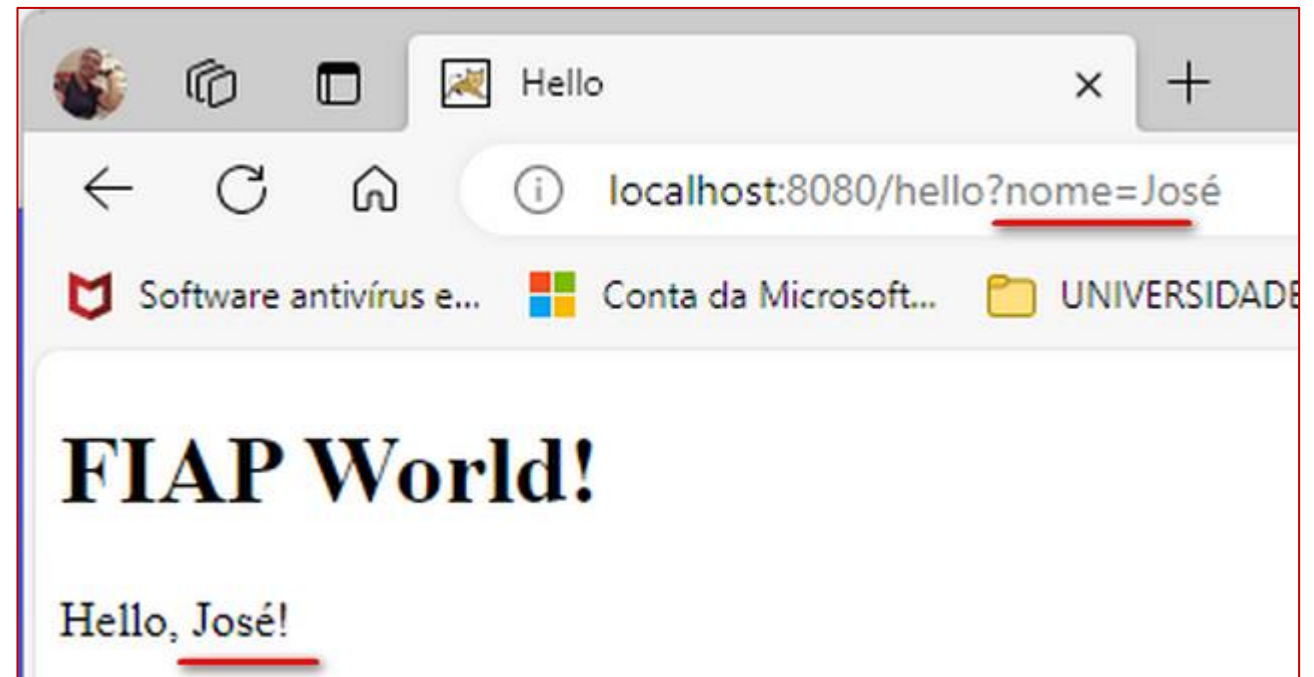 Hello
localhost:8080/hello?nome=José
Software antivírus e... Conta da Microsoft... UNIVERSIDADE
FIAP World!
Hello, José!